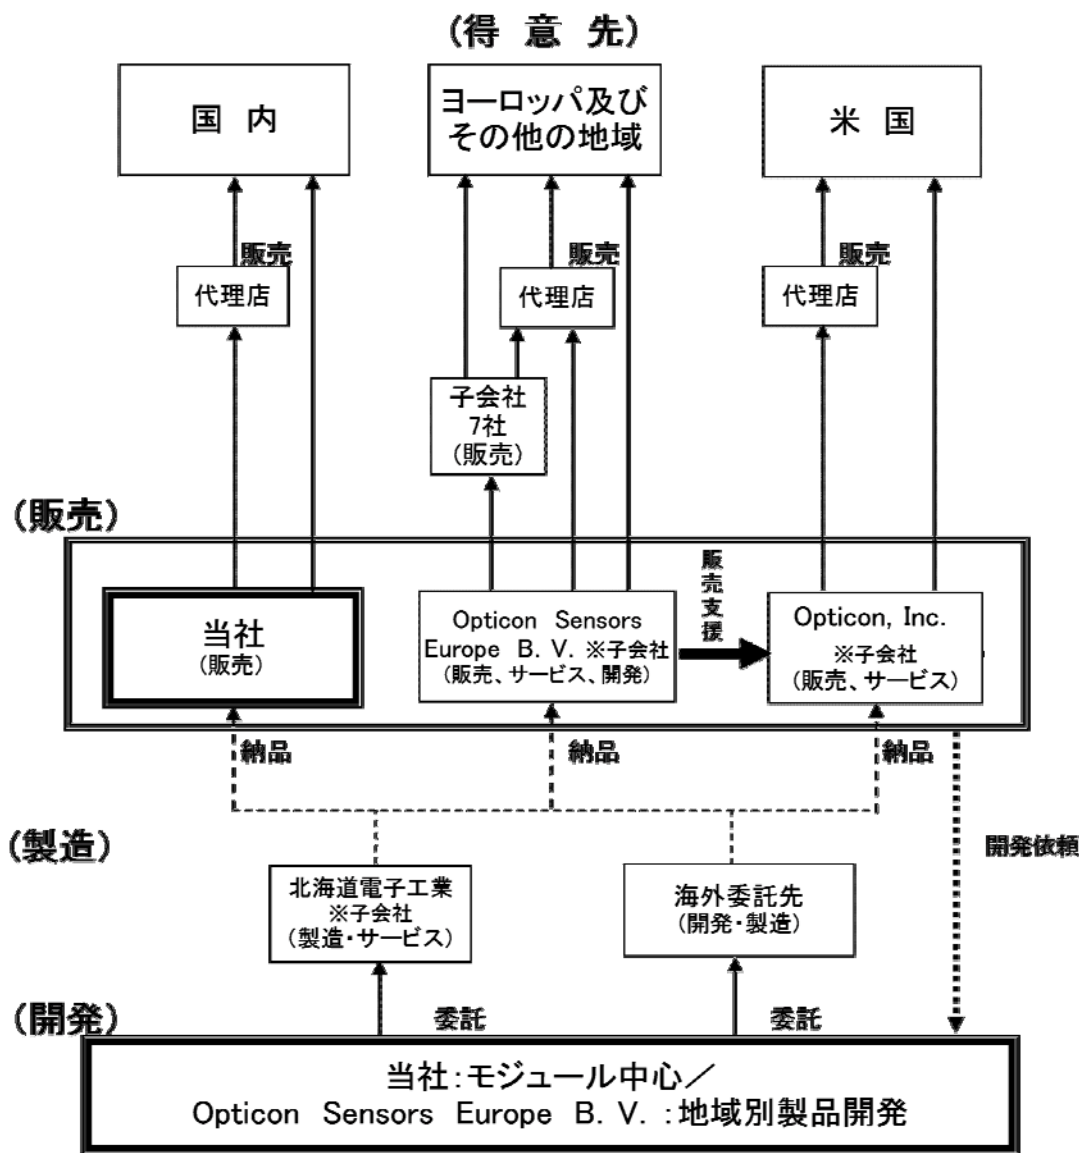 (得 意 先)
国 内
ヨーロッパ及び
その他の地域
米 国
販売
販売
販売
代理店
代理店
代理店
子会社
7社
(販売)
(販売)
当社
(販売)
Opticon Sensors
Europe B. V. ※子会社
(販売、サービス、開発)
販売支援
Opticon, Inc.
※子会社
(販売、サービス)
納品
納品
納品
(製造)
開発依頼
北海道電子工業
※子会社
(製造・サービス)
海外委託先
(開発・製造)
(開発)
委託
委託
当社:モジュール中心/
Opticon Sensors Europe B. V. :地域別製品開発